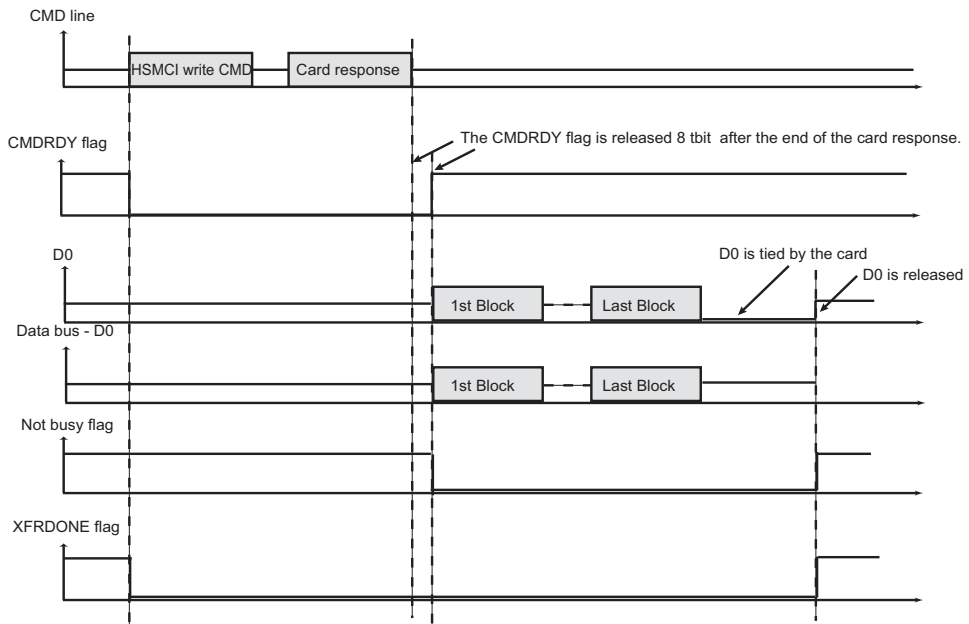 CMD line
HSMCI write CMD
Card response
CMDRDY flag
The CMDRDY flag is released 8 tbit after the end of the card response.
D0
1st Block
Last Block
D0 is tied by the card
D0 is released
Data bus - D0
1st Block
Last Block
Not busy flag
XFRDONE flag